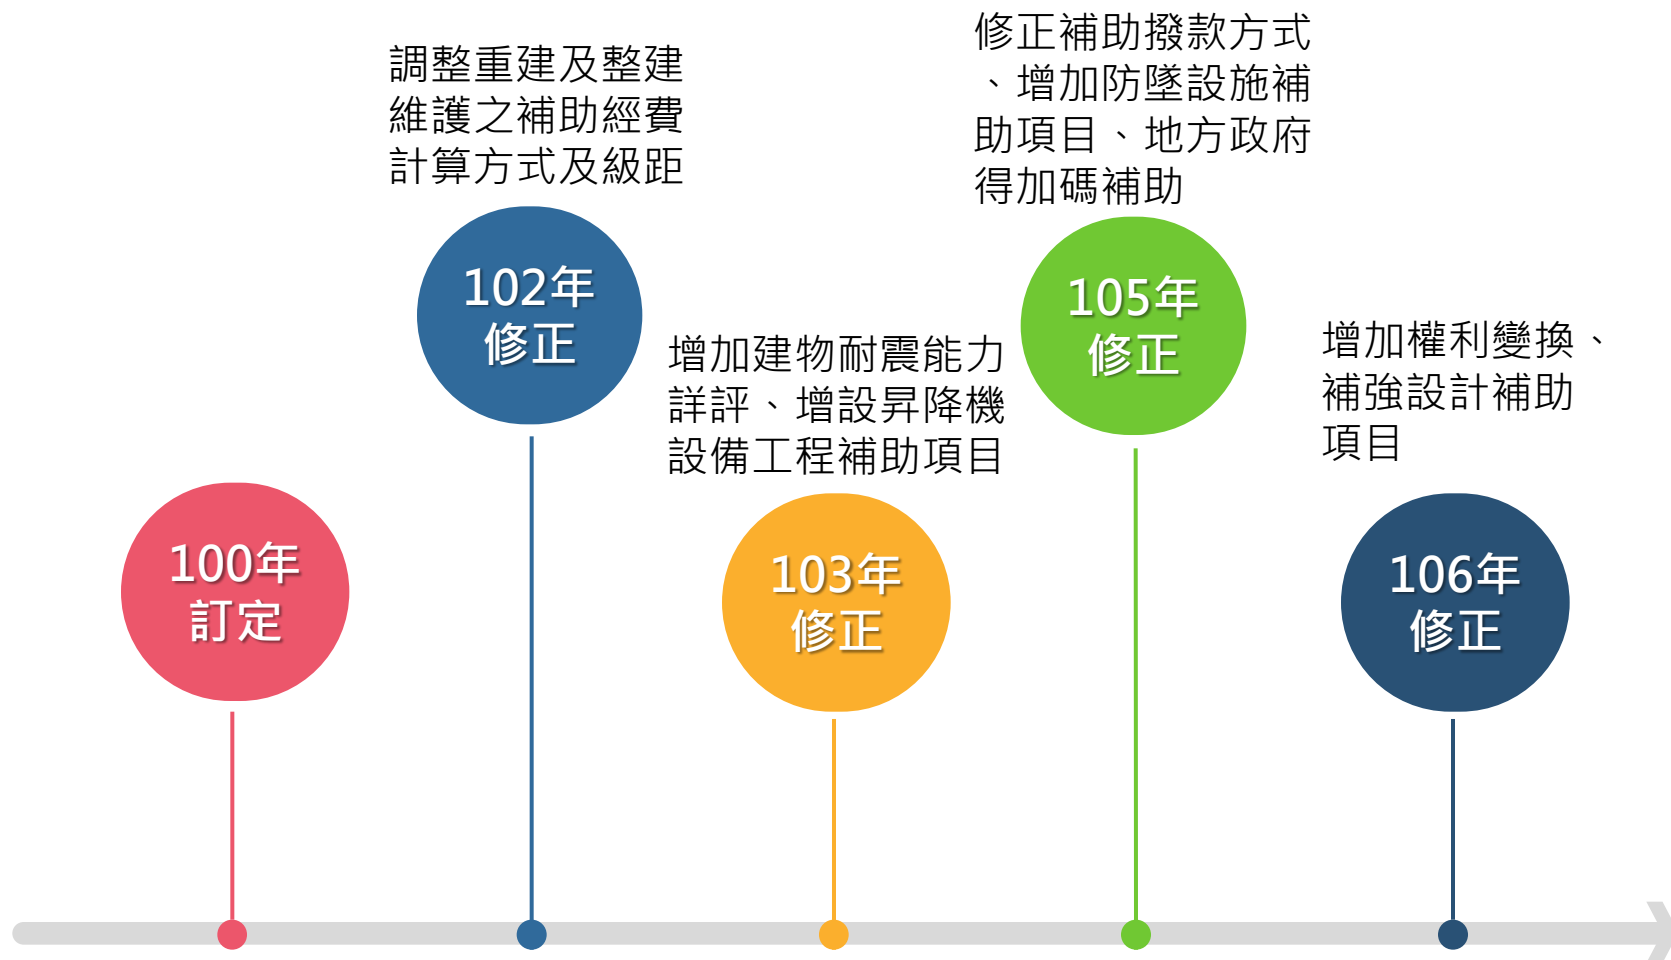 100年
訂定
調整重建及整建
維護之補助經費
計算方式及級距
102年
修正
增加建物耐震能力
詳評、增設昇降機
設備工程補助項目
103年
修正
修正補助撥款方式
、增加防墜設施補
助項目、地方政府
得加碼補助
105年
修正
增加權利變換、
補強設計補助
項目
106年
修正